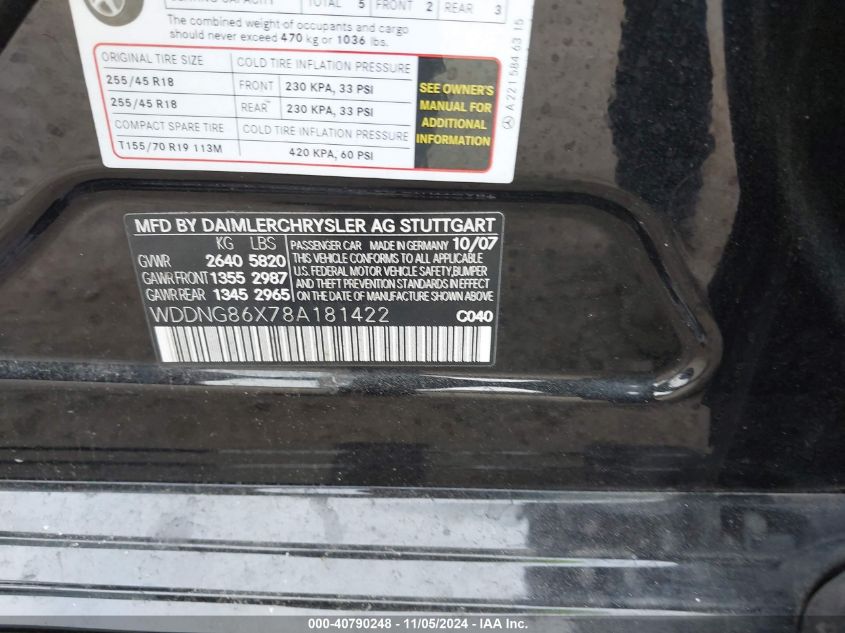 TOTAL 5 FRONT 2 REAR 3
The combined weight of occupants and cargo
should never exceed 470 kg or 1036 lbs.
ORIGINAL TIRE SIZE COLD TIRE INFLATION PRESSURE
255/45 R18 FRONT 230 KPA, 33 PSI
255/45 R18 REAR 230 KPA, 33 PSI
COMPACT SPARE TIRE COLD TIRE INFLATION PRESSURE
T155/70 R19 113M 420 KPA, 60 PSI
SEE OWNER'S
MANUAL FOR
ADDITIONAL
INFORMATION
A 221 584 63 15
MFD BY DAIMLERCHRYSLER AG STUTTGART
KG LBS PASSENGER CAR MADE IN GERMANY 10/07
GVWR 2640 5820 THIS VEHICLE CONFORMS TO ALL APPLICABLE
GAWR FRONT 1355 2987 U.S. FEDERAL MOTOR VEHICLE SAFETY, BUMPER
GAWR REAR 1345 2965 AND THEFT PREVENTION STANDARDS IN EFFECT
ON THE DATE OF MANUFACTURE SHOWN ABOVE
WDDNG86X78A181422 C040
000-40790248 - 11/05/2024 - IAA Inc.